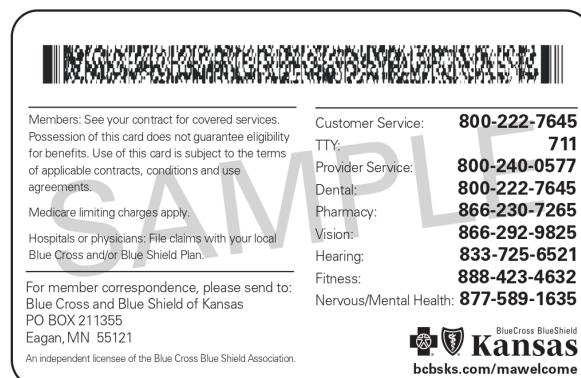 Members: See your contract for covered services.
Possession of this card does not guarantee eligibility
for benefits. Use of this card is subject to the terms
of applicable contracts, conditions and use
agreements.
Medicare limiting charges apply.
Hospitals or physicians: File claims with your local
Blue Cross and/or Blue Shield Plan.
For member correspondence, please send to:
Blue Cross and Blue Shield of Kansas
PO BOX 211355
Eagan, MN 55121
An independent licensee of the Blue Cross Blue Shield Association.
Customer Service: 800-222-7645
TTY: 711
Provider Service: 800-240-0577
Dental: 800-222-7645
Pharmacy: 866-230-7265
Vision: 866-292-9825
Hearing: 833-725-6521
Fitness: 888-423-4632
Nervous/Mental Health: 877-589-1635
BlueCross BlueShield
Kansas
bcbsks.com/mawelcome
SAMPLE